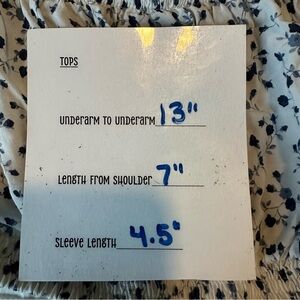 TOPS
UNDERARM TO UNDERARM 13"
LENGTH FROM SHOULDER 7"
SLEEVE LENGTH 4.5"